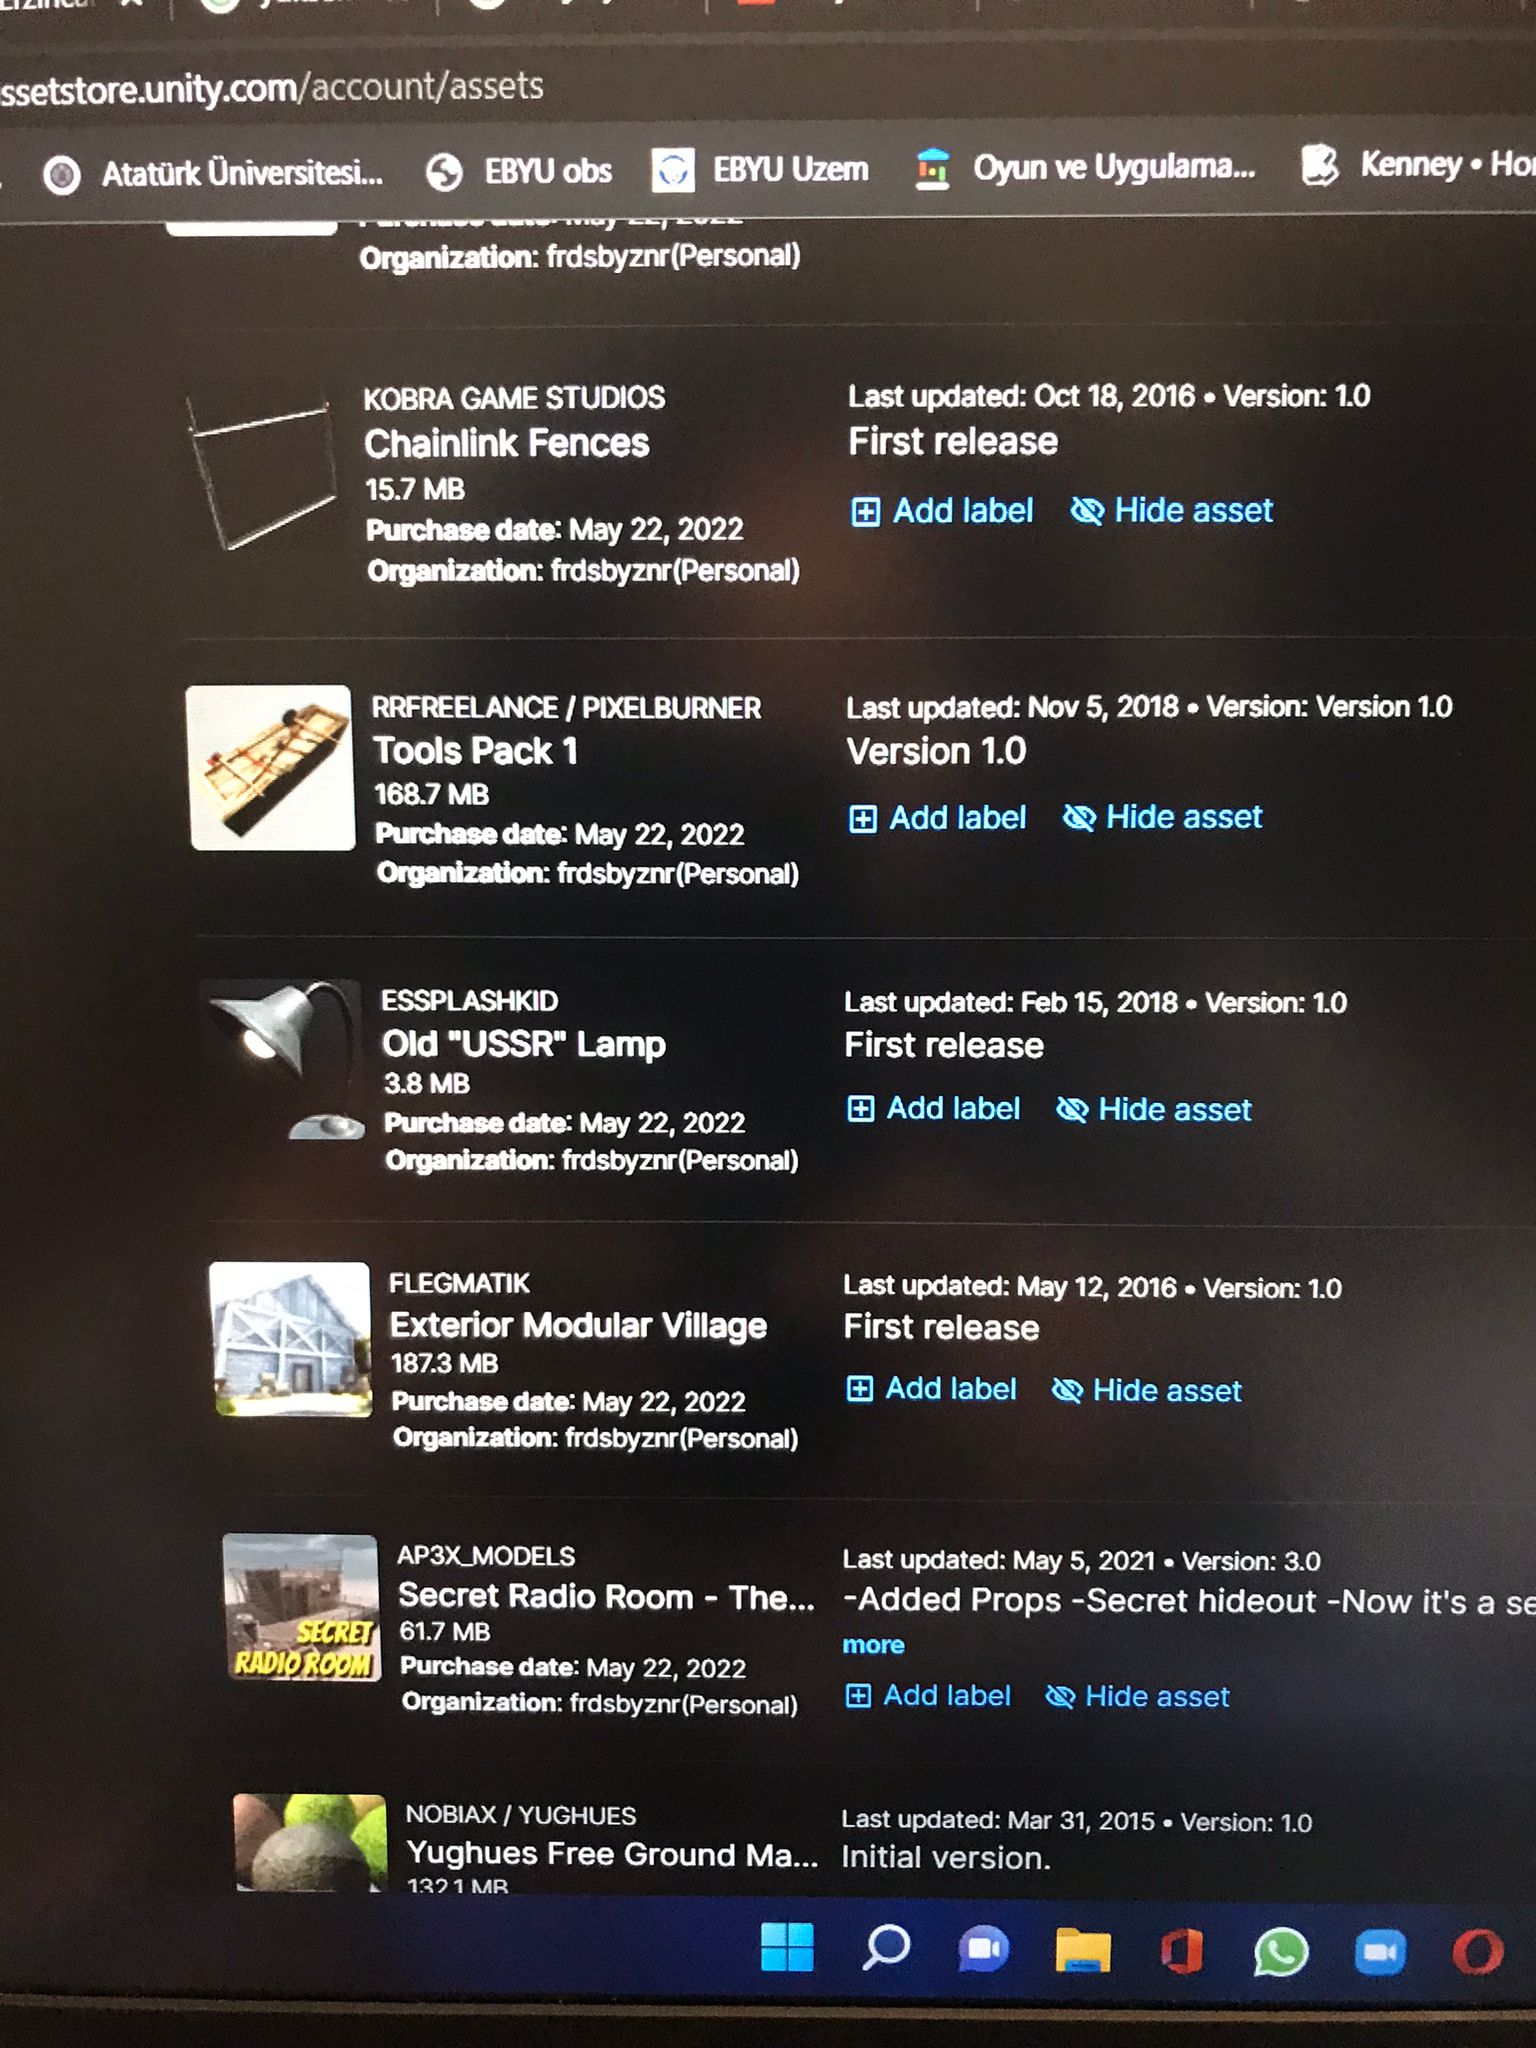 ssetstore.unity.com/account/assets
Atatürk Üniversitesi... EBYU obs EBYU Uzem Oyun ve Uygulama... Kenney • Hor
Purchase date: May 22, 2022
Organization: frdsbyznr(Personal)
KOBRA GAME STUDIOS
Chainlink Fences
15.7 MB
Purchase date: May 22, 2022
Organization: frdsbyznr(Personal)
Last updated: Oct 18, 2016 • Version: 1.0
First release
Add label Hide asset
RRFREELANCE / PIXELBURNER
Tools Pack 1
168.7 MB
Purchase date: May 22, 2022
Organization: frdsbyznr(Personal)
Last updated: Nov 5, 2018 • Version: Version 1.0
Version 1.0
Add label Hide asset
ESSPLASHKID
Old "USSR" Lamp
3.8 MB
Purchase date: May 22, 2022
Organization: frdsbyznr(Personal)
Last updated: Feb 15, 2018 • Version: 1.0
First release
Add label Hide asset
FLEGMATIK
Exterior Modular Village
187.3 MB
Purchase date: May 22, 2022
Organization: frdsbyznr(Personal)
Last updated: May 12, 2016 • Version: 1.0
First release
Add label Hide asset
SECRET
RADIO ROOM
AP3X_MODELS
Secret Radio Room - The...
61.7 MB
Purchase date: May 22, 2022
Organization: frdsbyznr(Personal)
Last updated: May 5, 2021 • Version: 3.0
-Added Props -Secret hideout -Now it's a se
more
Add label Hide asset
NOBIAX / YUGHUES
Yughues Free Ground Ma...
132.1 MB
Last updated: Mar 31, 2015 • Version: 1.0
Initial version.